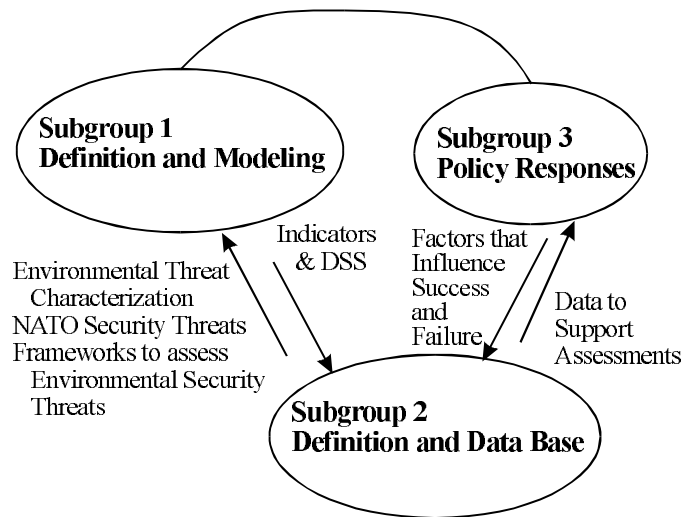 Subgroup 1
Definition and Modeling
Subgroup 3
Policy Responses
Indicators
& DSS
Environmental Threat
Characterization
NATO Security Threats
Frameworks to assess
Environmental Security
Threats
Factors that
Influence
Success
and
Failure
Data to
Support
Assessments
Subgroup 2
Definition and Data Base